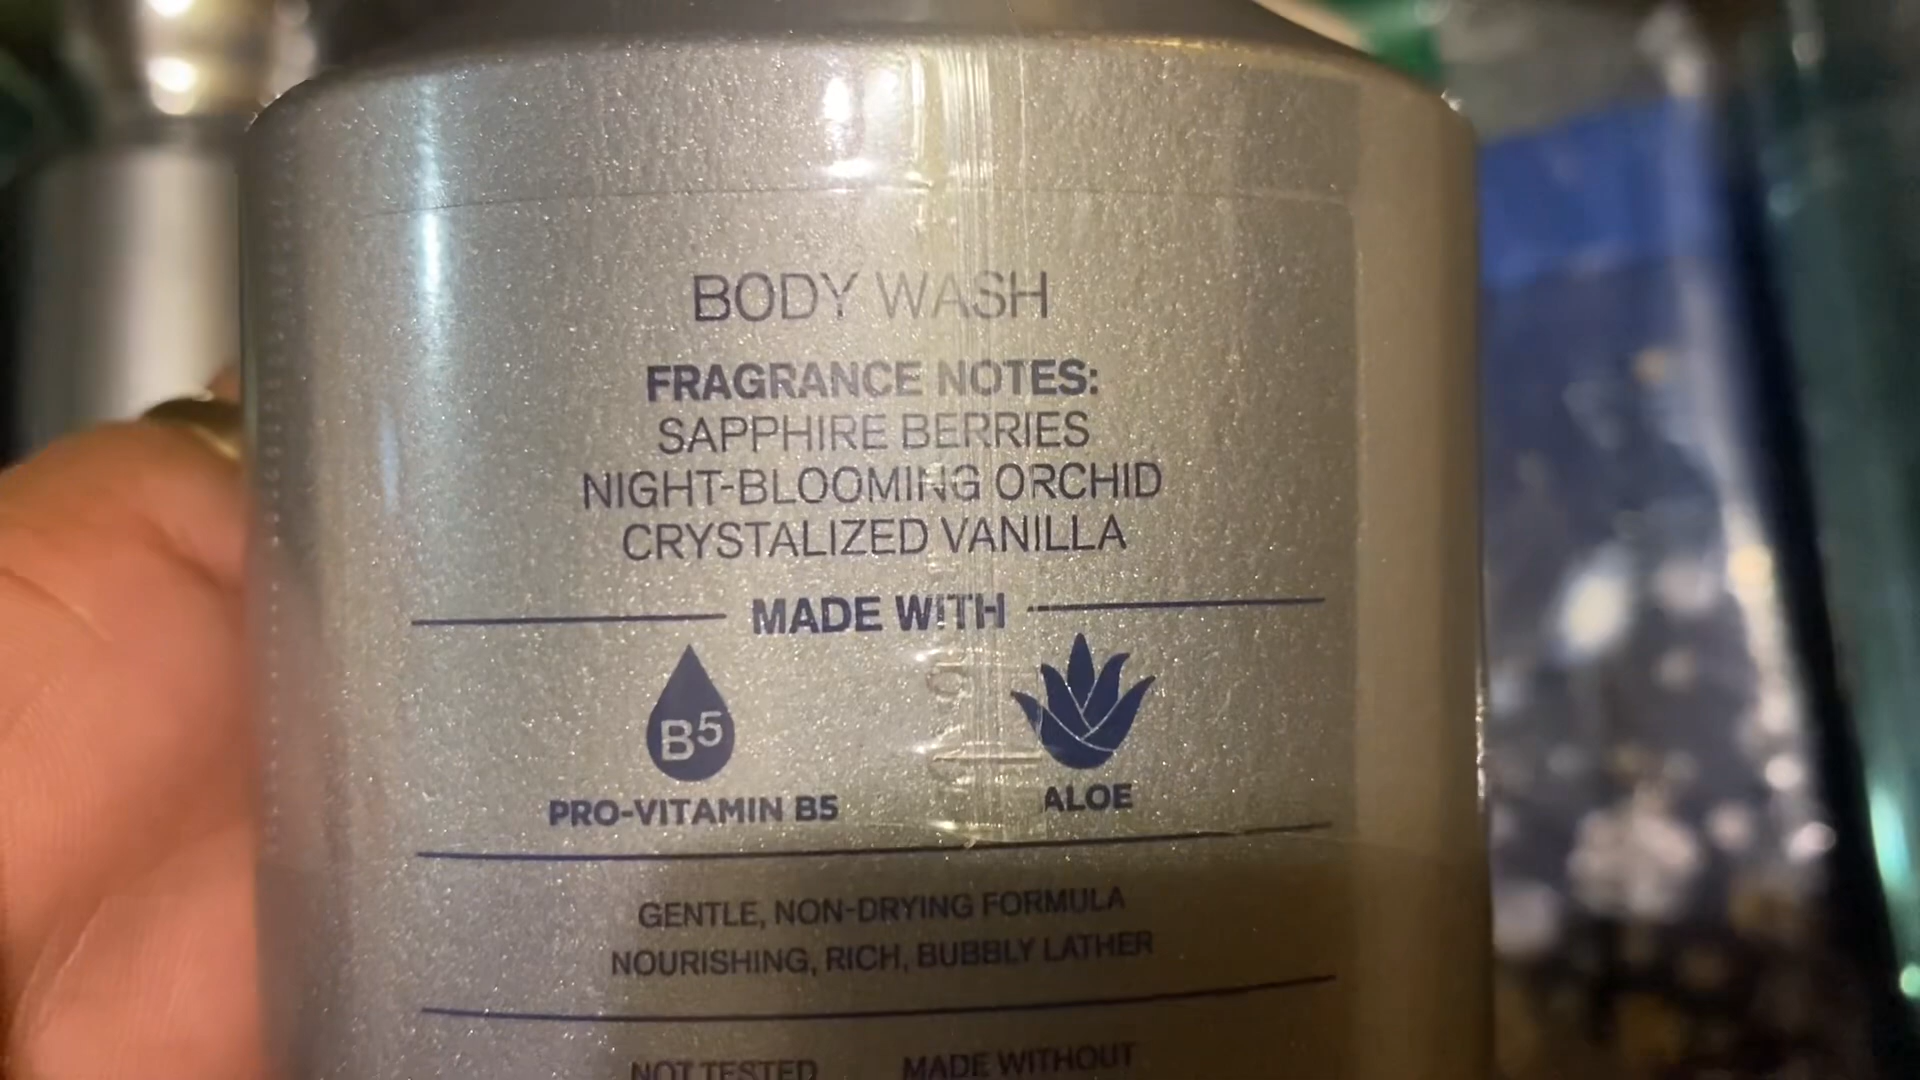 BODY WASH
FRAGRANCE NOTES:
SAPPHIRE BERRIES
NIGHT-BLOOMING ORCHID
CRYSTALIZED VANILLA
MADE WITH
B5
PRO-VITAMIN B5 ALOE
GENTLE, NON-DRYING FORMULA
NOURISHING, RICH, BUBBLY LATHER
NOT TESTED MADE WITHOUT